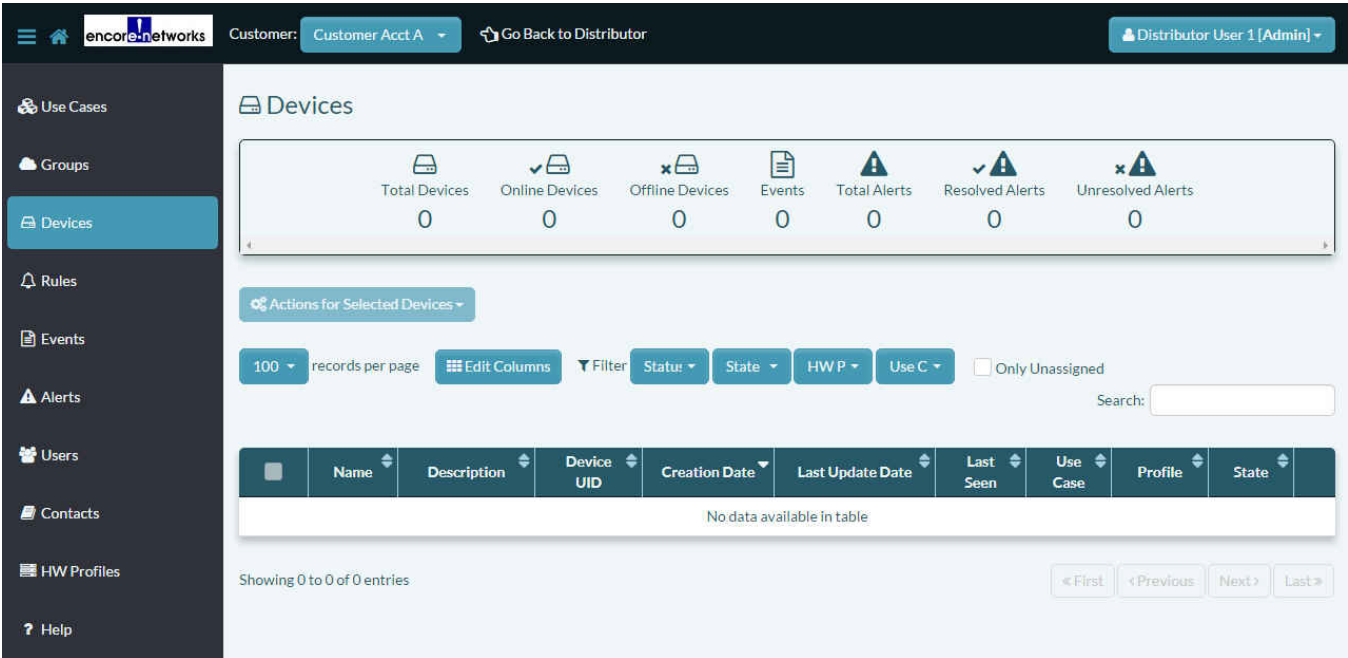 encore networks Customer: Customer Acct A Go Back to Distributor Distributor User 1 [Admin]
Use Cases
Groups
Devices
Rules
Events
Alerts
Users
Contacts
HW Profiles
? Help
Devices
Total Devices Online Devices Offline Devices Events Total Alerts Resolved Alerts Unresolved Alerts
0 0 0 0 0 0 0
Actions for Selected Devices
100 records per page Edit Columns Filter Status State HW P Use C Only Unassigned
Search:
Name Description Device UID Creation Date Last Update Date Last Seen Use Case Profile State
No data available in table
Showing 0 to 0 of 0 entries « First ‹ Previous Next › Last »